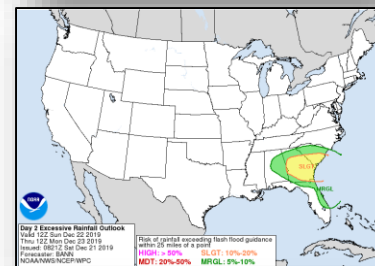 SLGT
MRGL
NOAA
Day 2 Excessive Rainfall Outlook
Valid 12Z Sun Dec 22 2019
Thru 12Z Mon Dec 23 2019
Issued: 0821Z Sat Dec 21 2019
Forecaster: BANN
NOAA/NWS/NCEP/WPC
Risk of rainfall exceeding flash flood guidance
within 25 miles of a point
HIGH: > 50% SLGT: 10%-20%
MDT: 20%-50% MRGL: 5%-10%